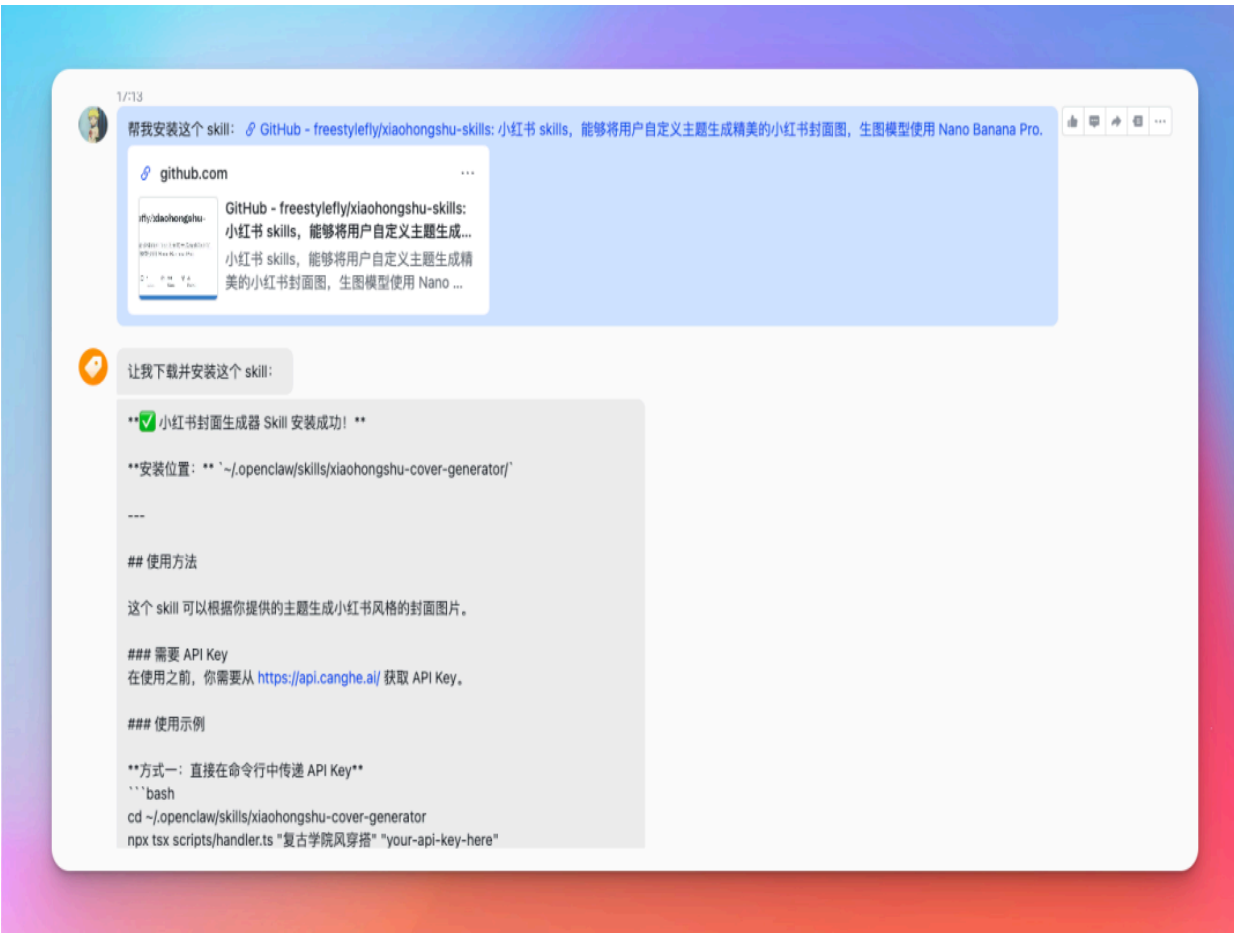 17:13
帮我安装这个 skill： GitHub - freestylefly/xiaohongshu-skills: 小红书 skills，能够将用户自定义主题生成精美的小红书封面图，生图模型使用 Nano Banana Pro.
github.com
GitHub - freestylefly/xiaohongshu-skills:
小红书 skills，能够将用户自定义主题生成...
小红书 skills，能够将用户自定义主题生成精
美的小红书封面图，生图模型使用 Nano ...
让我下载并安装这个 skill：
**✅ 小红书封面生成器 Skill 安装成功！**
**安装位置：** `~/.openclaw/skills/xiaohongshu-cover-generator/`
---
## 使用方法
这个 skill 可以根据你提供的主题生成小红书风格的封面图片。
### 需要 API Key
在使用之前，你需要从 https://api.canghe.ai/ 获取 API Key。
### 使用示例
**方式一：直接在命令行中传递 API Key**
```bash
cd ~/.openclaw/skills/xiaohongshu-cover-generator
npx tsx scripts/handler.ts "复古学院风穿搭" "your-api-key-here"